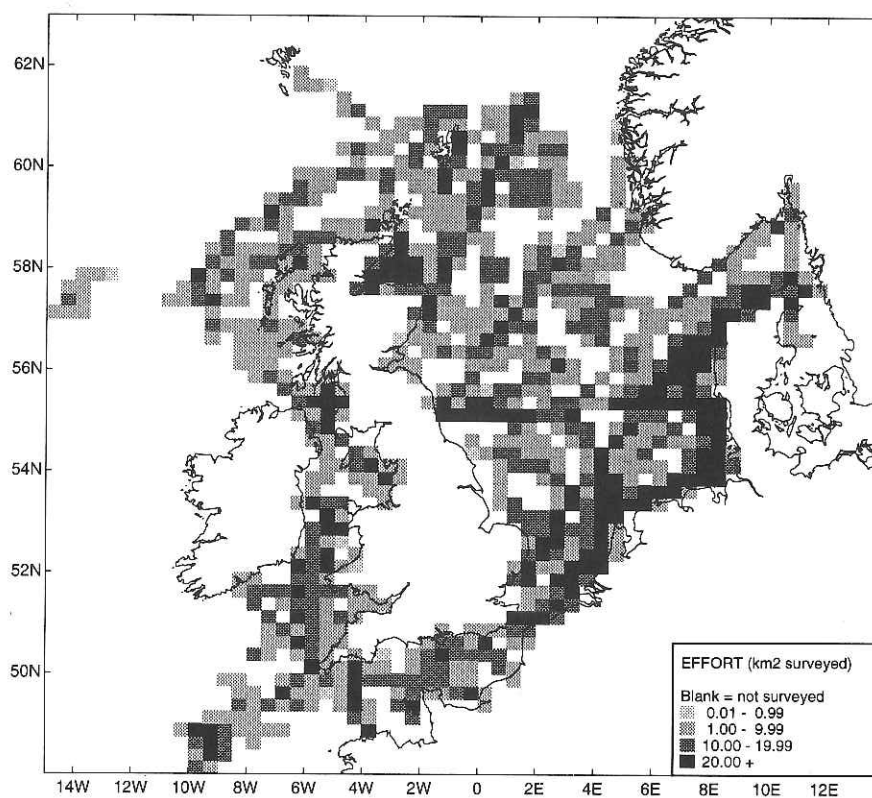 62N
60N
58N
56N
54N
52N
50N
EFFORT (km2 surveyed)
Blank = not surveyed
0.01 - 0.99
1.00 - 9.99
10.00 - 19.99
20.00 +
14W 12W 10W 8W 6W 4W 2W 0 2E 4E 6E 8E 10E 12E